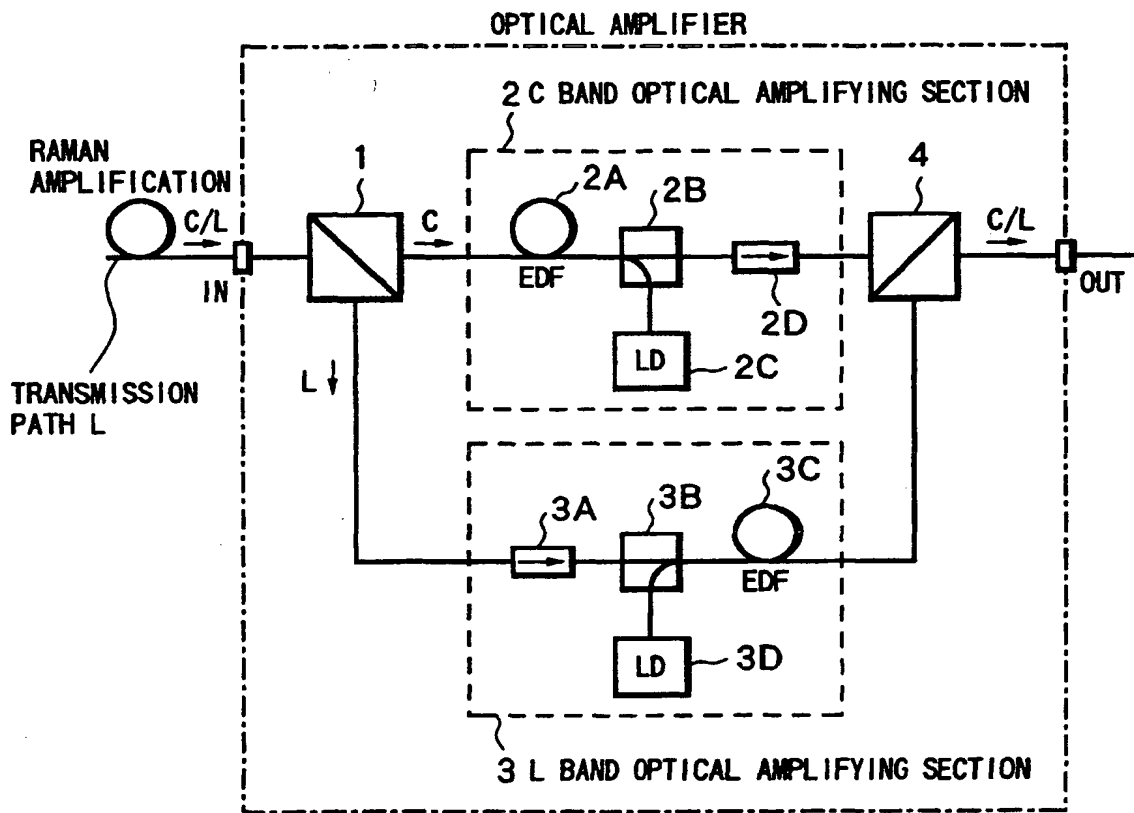 OPTICAL AMPLIFIER
2 C BAND OPTICAL AMPLIFYING SECTION
RAMAN
AMPLIFICATION
C/L
IN
1
C
2A
EDF
2B
2D
LD
2C
4
C/L
OUT
TRANSMISSION
PATH L
L
3A
3B
3C
EDF
LD
3D
3 L BAND OPTICAL AMPLIFYING SECTION